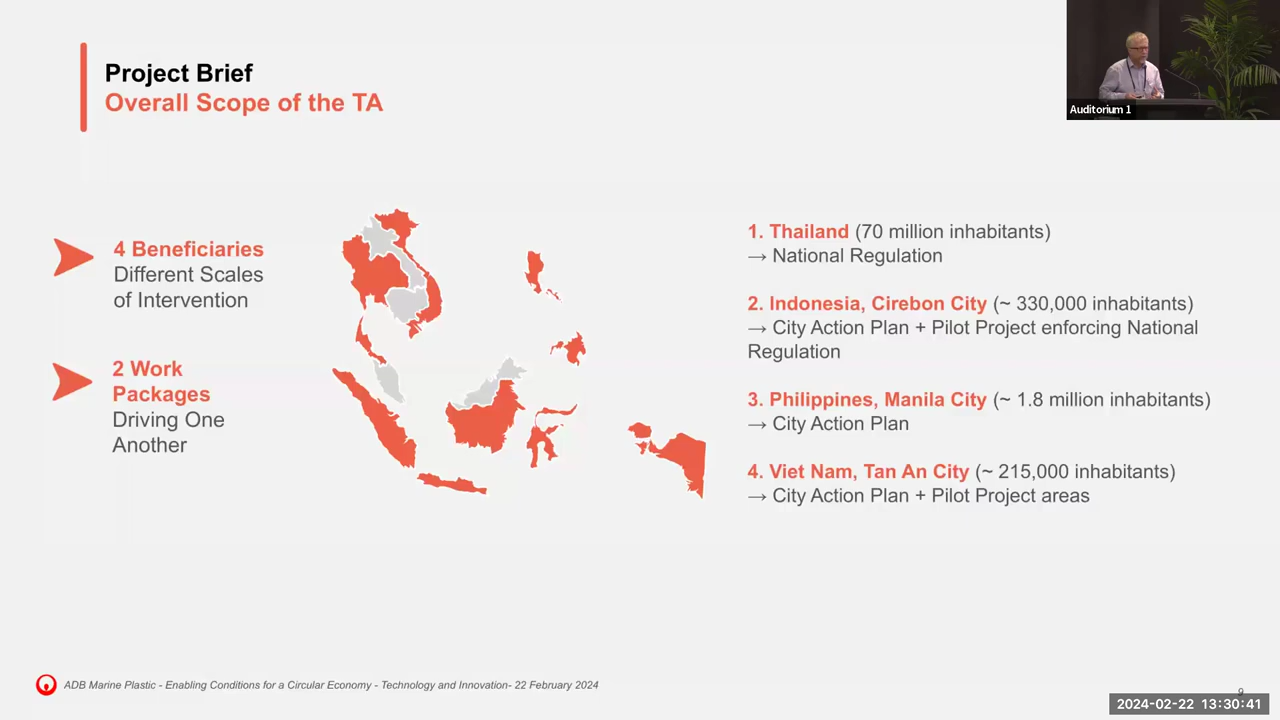 Project Brief
Overall Scope of the TA
Auditorium 1
4 Beneficiaries
Different Scales
of Intervention
2 Work
Packages
Driving One
Another
1. Thailand (70 million inhabitants)
→ National Regulation
2. Indonesia, Cirebon City (~ 330,000 inhabitants)
→ City Action Plan + Pilot Project enforcing National
Regulation
3. Philippines, Manila City (~ 1.8 million inhabitants)
→ City Action Plan
4. Viet Nam, Tan An City (~ 215,000 inhabitants)
→ City Action Plan + Pilot Project areas
ADB Marine Plastic - Enabling Conditions for a Circular Economy - Technology and Innovation- 22 February 2024
9
2024-02-22 13:30:41